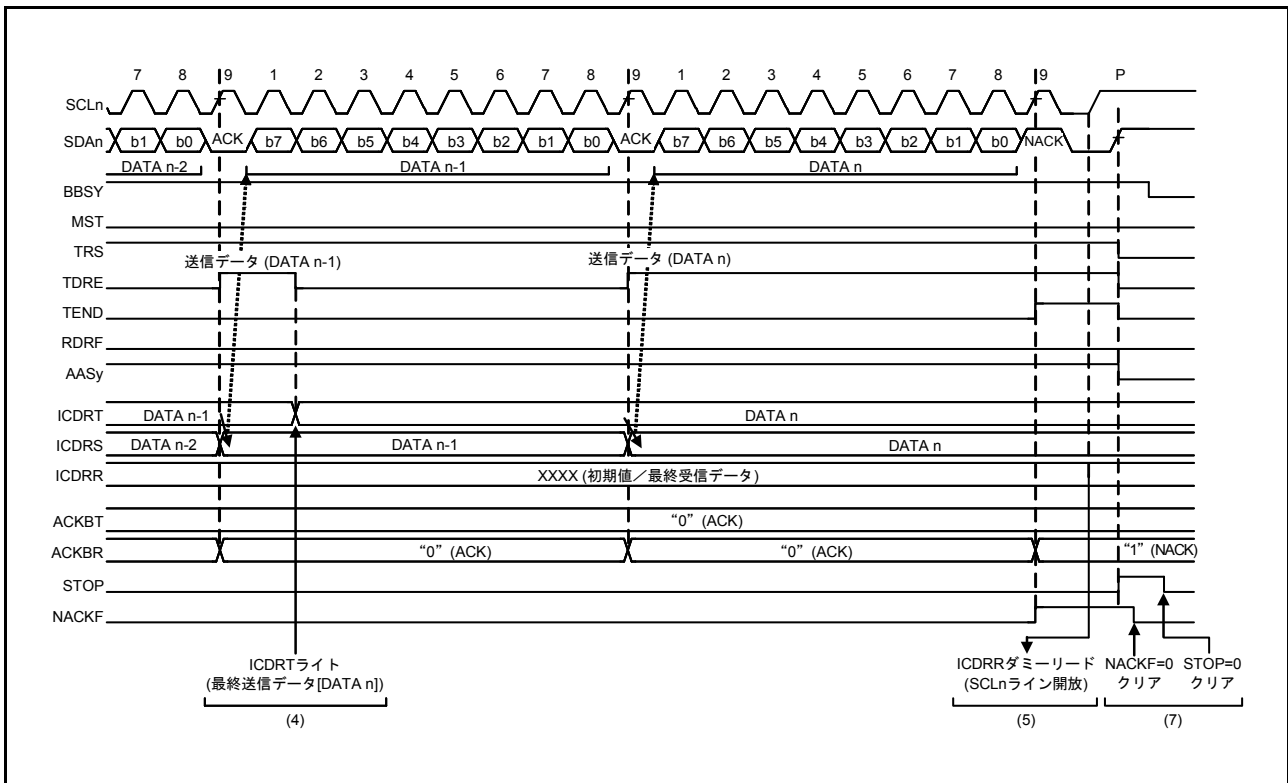 7 8 9 1 2 3 4 5 6 7 8 9 1 2 3 4 5 6 7 8 9 P
SCLn
SDAn b1 b0 ACK b7 b6 b5 b4 b3 b2 b1 b0 ACK b7 b6 b5 b4 b3 b2 b1 b0 NACK
DATA n-2 DATA n-1 DATA n
BBSY
MST
TRS
送信データ (DATA n-1) 送信データ (DATA n)
TDRE
TEND
RDRF
AASy
ICDRT DATA n-1 DATA n
ICDRS DATA n-2 DATA n-1 DATA n
ICDRR XXXX (初期値／最終受信データ)
ACKBT “0” (ACK)
ACKBR “0” (ACK) “0” (ACK) “1” (NACK)
STOP
NACKF
ICDRTライト
(最終送信データ[DATA n])
(4)
ICDRRダミーリード
(SCLnライン開放)
(5)
NACKF=0
クリア
STOP=0
クリア
(7)